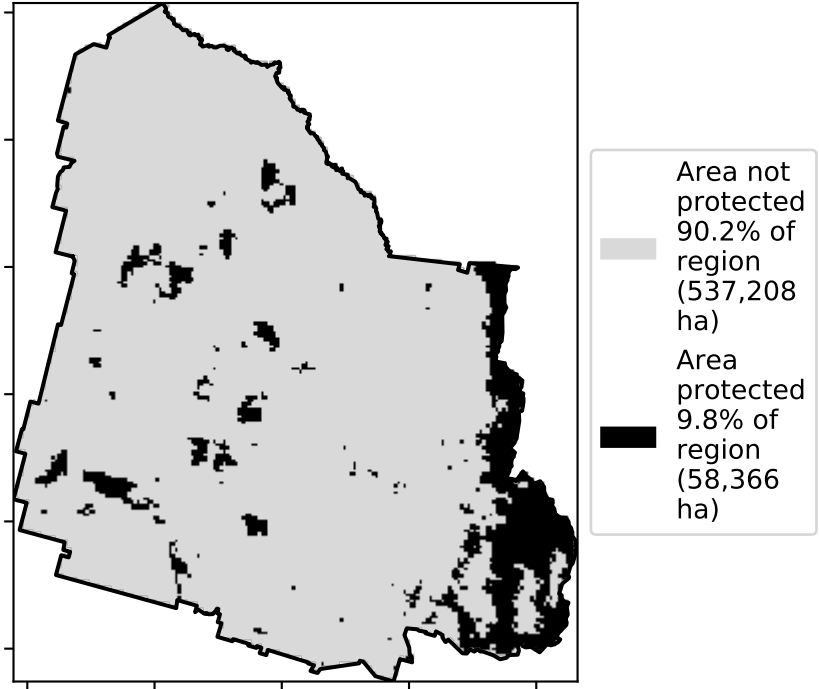 Area not
protected
90.2% of
region
(537,208
ha)
Area
protected
9.8% of
region
(58,366
ha)